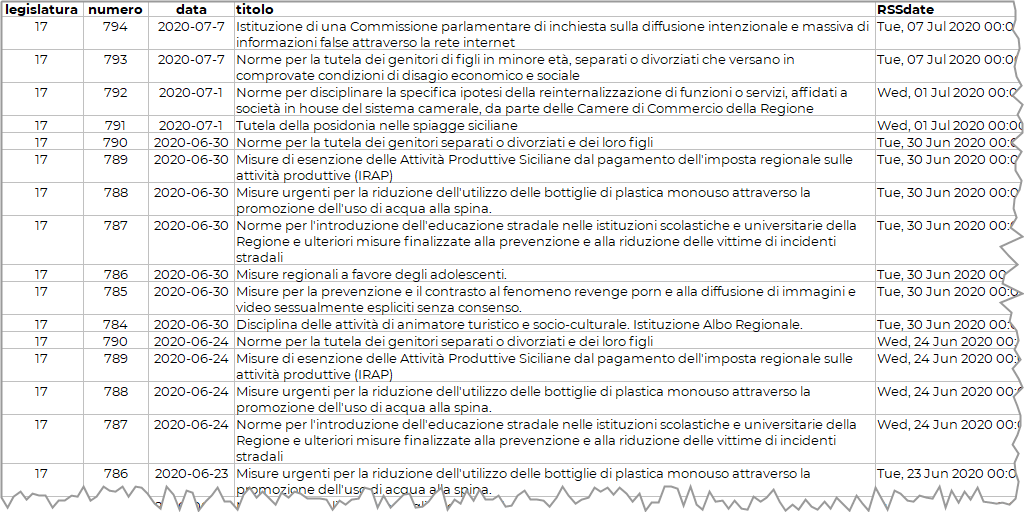 legislatura numero data titolo RSSdate
17 794 2020-07-7 Istituzione di una Commissione parlamentare di inchiesta sulla diffusione intenzionale e massiva di Tue, 07 Jul 2020 00:0
informazioni false attraverso la rete internet
17 793 2020-07-7 Norme per la tutela dei genitori di figli in minore età, separati o divorziati che versano in Tue, 07 Jul 2020 00:0
comprovate condizioni di disagio economico e sociale
17 792 2020-07-1 Norme per disciplinare la specifica ipotesi della reinternalizzazione di funzioni o servizi, affidati a Wed, 01 Jul 2020 00:0
società in house del sistema camerale, da parte delle Camere di Commercio della Regione
17 791 2020-07-1 Tutela della posidonia nelle spiagge siciliane Wed, 01 Jul 2020 00:0
17 790 2020-06-30 Norme per la tutela dei genitori separati o divorziati e dei loro figli Tue, 30 Jun 2020 00:
17 789 2020-06-30 Misure di esenzione delle Attività Produttive Siciliane dal pagamento dell'imposta regionale sulle Tue, 30 Jun 2020 00:0
attività produttive (IRAP)
17 788 2020-06-30 Misure urgenti per la riduzione dell'utilizzo delle bottiglie di plastica monouso attraverso la Tue, 30 Jun 2020 00:0
promozione dell'uso di acqua alla spina.
17 787 2020-06-30 Norme per l'introduzione dell'educazione stradale nelle istituzioni scolastiche e universitarie della Tue, 30 Jun 2020 00:
Regione e ulteriori misure finalizzate alla prevenzione e alla riduzione delle vittime di incidenti
stradali
17 786 2020-06-30 Misure regionali a favore degli adolescenti. Tue, 30 Jun 2020 00
17 785 2020-06-30 Misure per la prevenzione e il contrasto al fenomeno revenge porn e alla diffusione di immagini e Tue, 30 Jun 2020 00:
video sessualmente espliciti senza consenso.
17 784 2020-06-30 Disciplina delle attività di animatore turistico e socio-culturale. Istituzione Albo Regionale. Tue, 30 Jun 2020 00:
17 790 2020-06-24 Norme per la tutela dei genitori separati o divorziati e dei loro figli Wed, 24 Jun 2020 00:
17 789 2020-06-24 Misure di esenzione delle Attività Produttive Siciliane dal pagamento dell'imposta regionale sulle Wed, 24 Jun 2020 00:
attività produttive (IRAP)
17 788 2020-06-24 Misure urgenti per la riduzione dell'utilizzo delle bottiglie di plastica monouso attraverso la Wed, 24 Jun 2020 00:
promozione dell'uso di acqua alla spina.
17 787 2020-06-24 Norme per l'introduzione dell'educazione stradale nelle istituzioni scolastiche e universitarie della Wed, 24 Jun 2020 00:
Regione e ulteriori misure finalizzate alla prevenzione e alla riduzione delle vittime di incidenti
stradali
17 786 2020-06-23 Misure urgenti per la riduzione dell'utilizzo delle bottiglie di plastica monouso attraverso la Tue, 23 Jun 2020 00:0
promozione dell'uso di acqua alla spina.